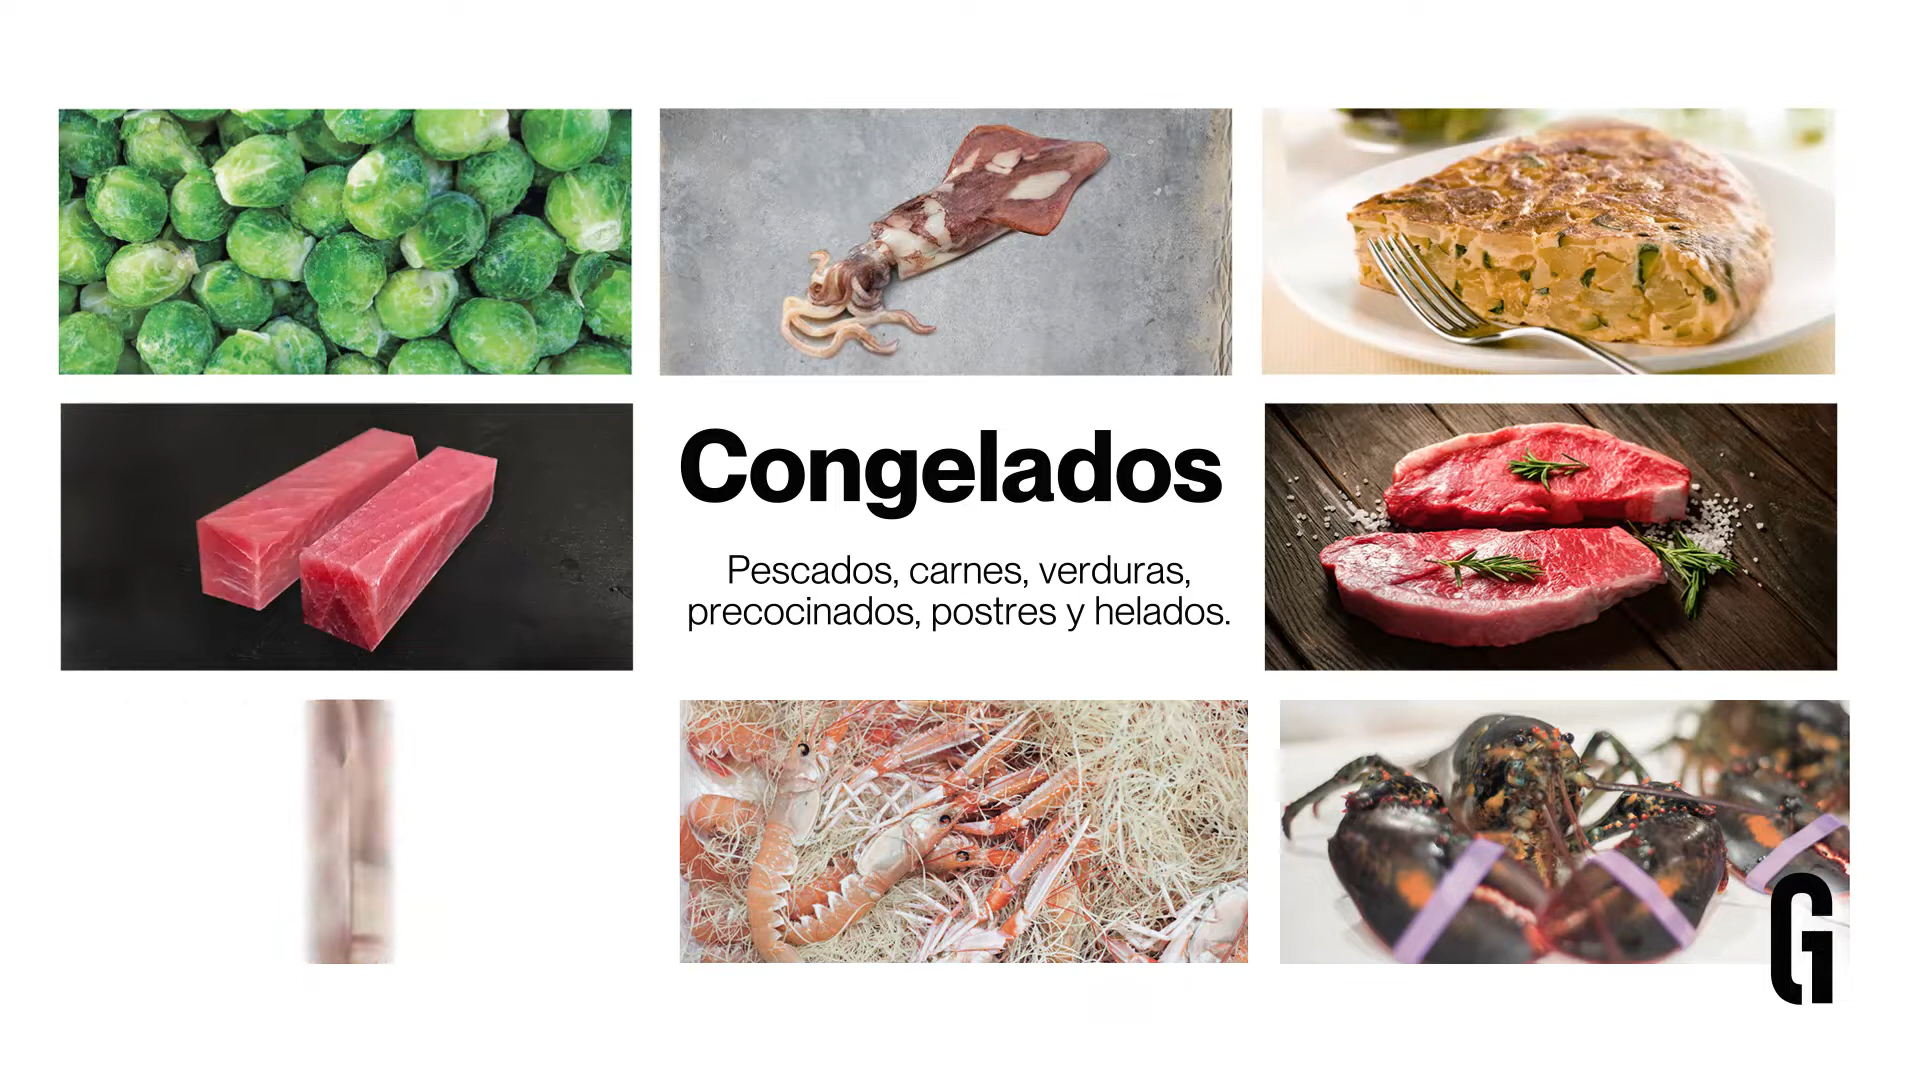 Congelados
Pescados, carnes, verduras,
precocinados, postres y helados.
G